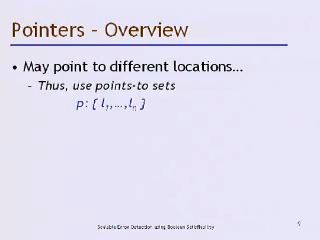 Pointers - Overview
• May point to different locations…
- Thus, use points-to sets
p: { l1,…,ln }
Scalable Error Detection using Boolean Satisfiability
9